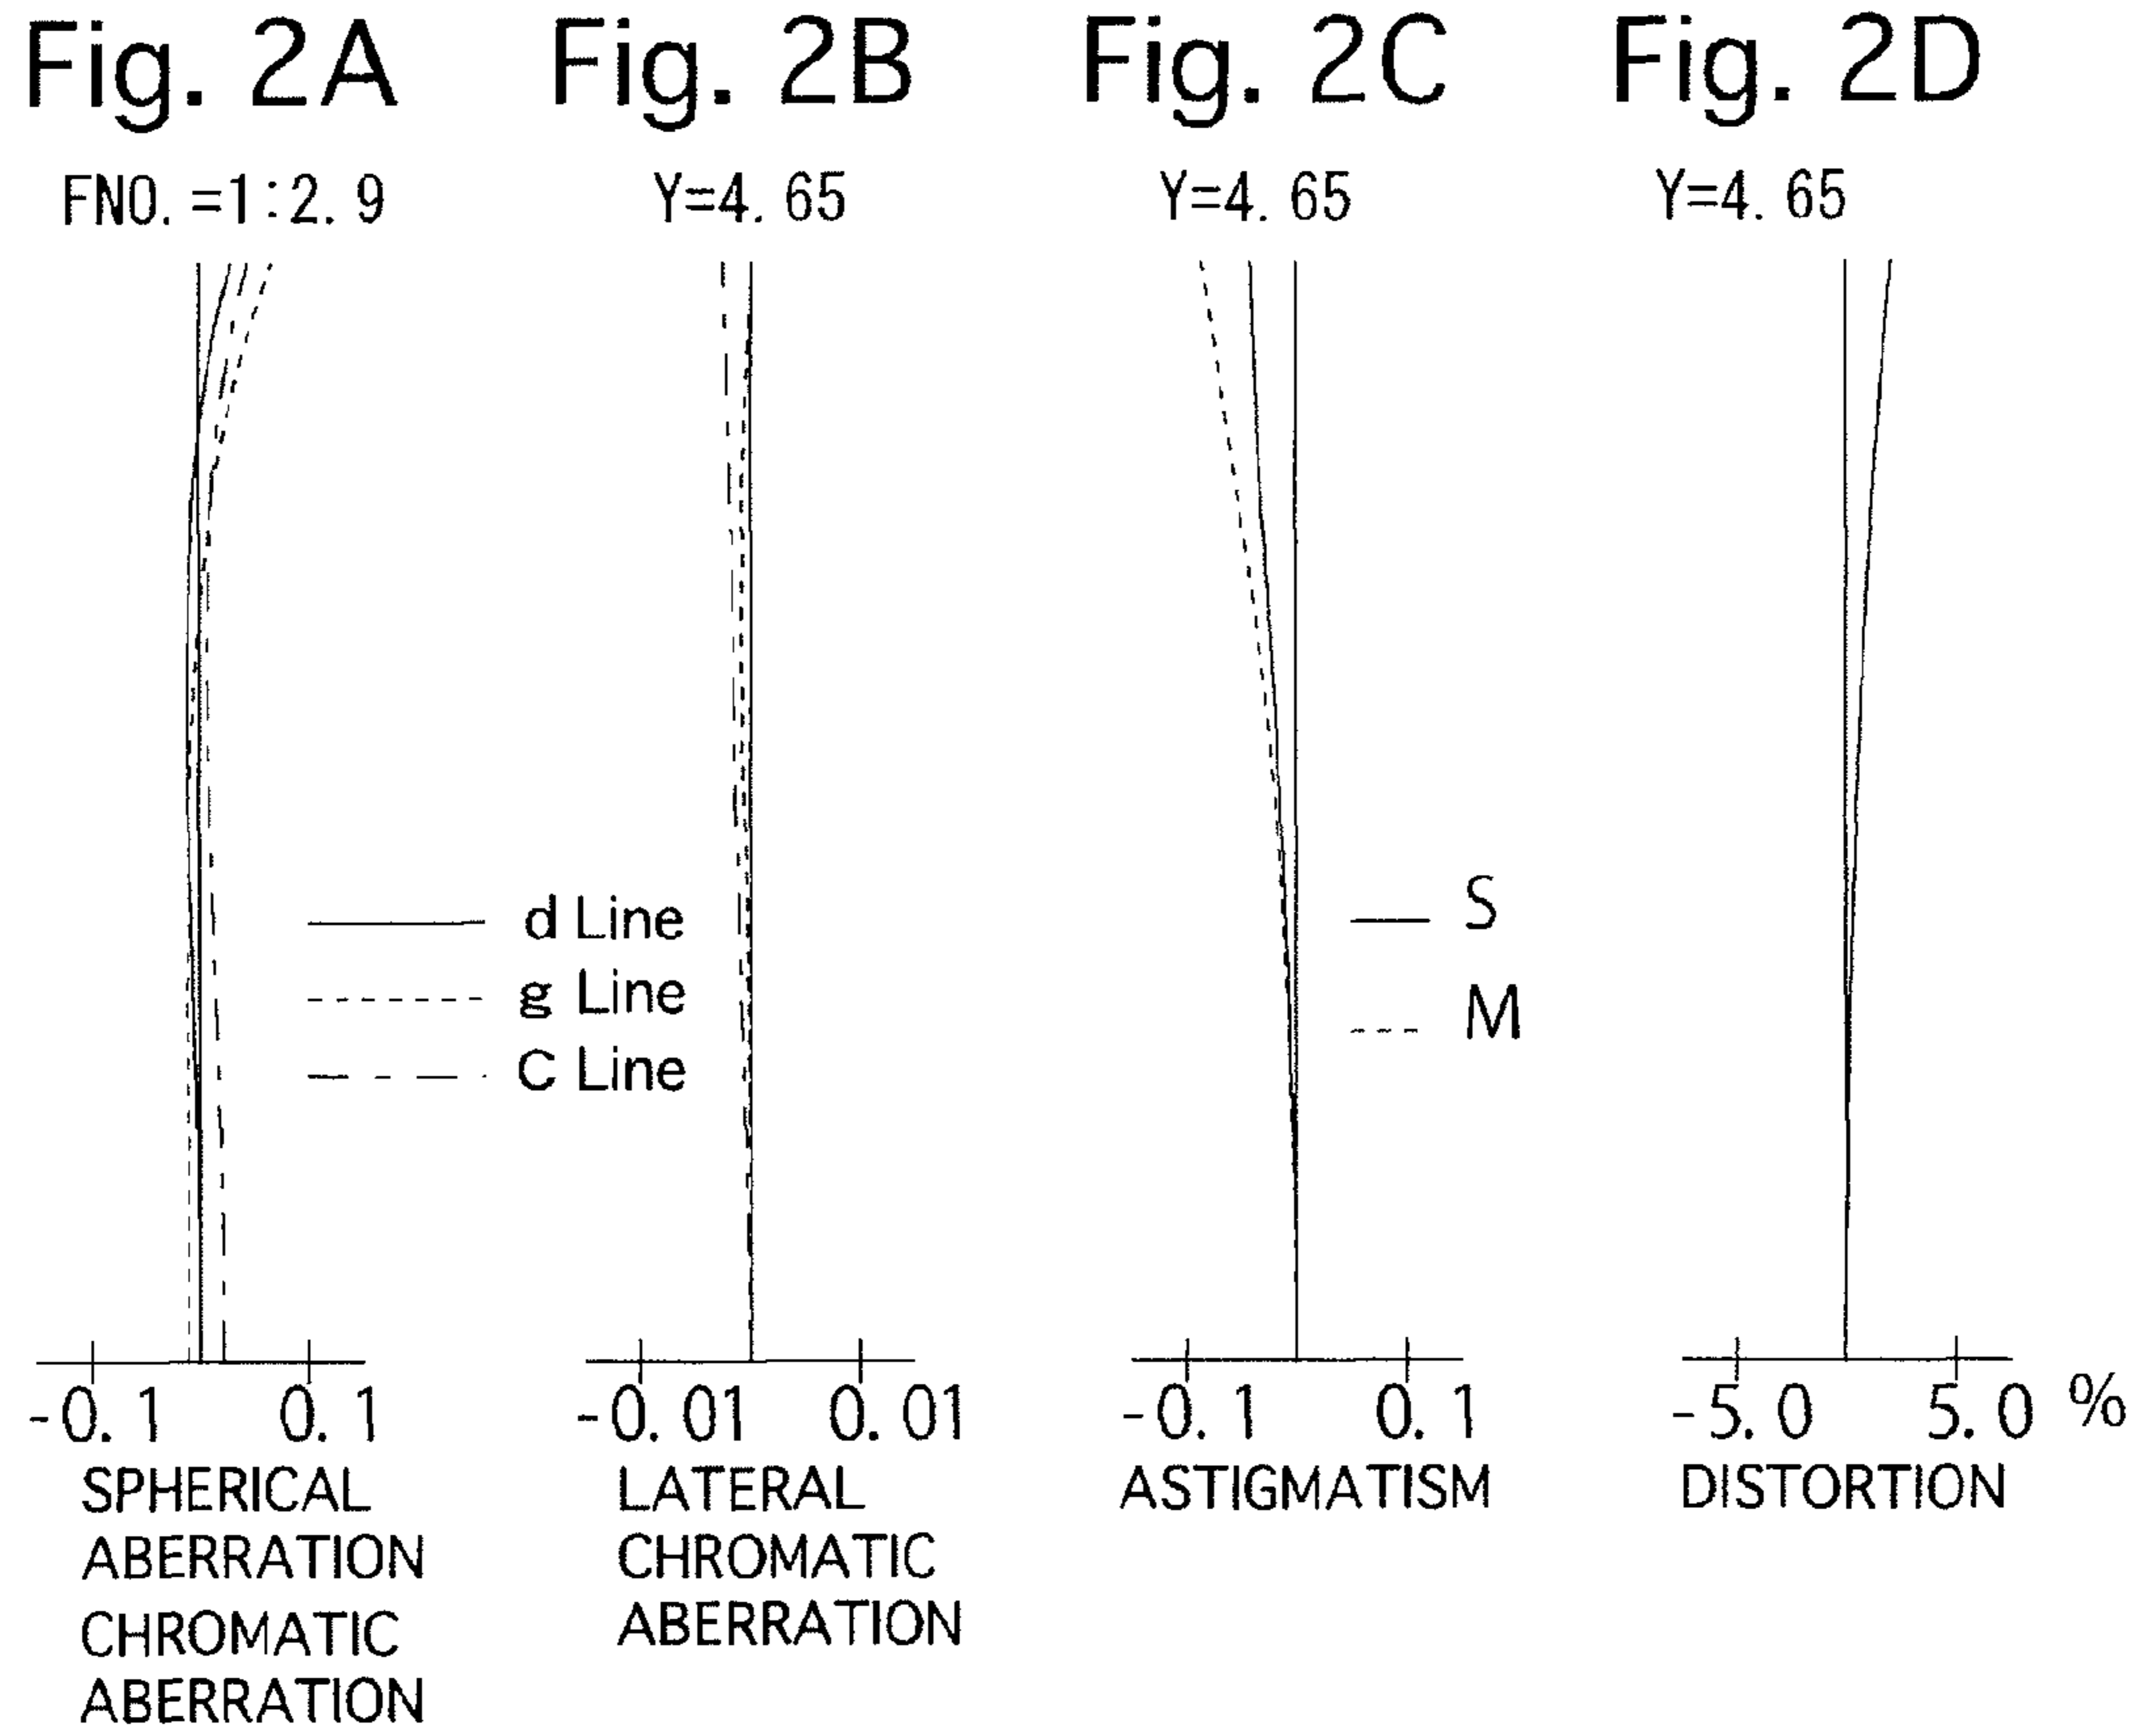 Fig. 2A
Fig. 2B
Fig. 2C
Fig. 2D
FNO. =1:2. 9
Y=4. 65
Y=4. 65
Y=4. 65
d Line
g Line
C Line
S
M
-0. 1
0. 1
-0. 01
0. 01
-0. 1
0. 1
-5. 0
5. 0 %
SPHERICAL
ABERRATION
CHROMATIC
ABERRATION
LATERAL
CHROMATIC
ABERRATION
ASTIGMATISM
DISTORTION